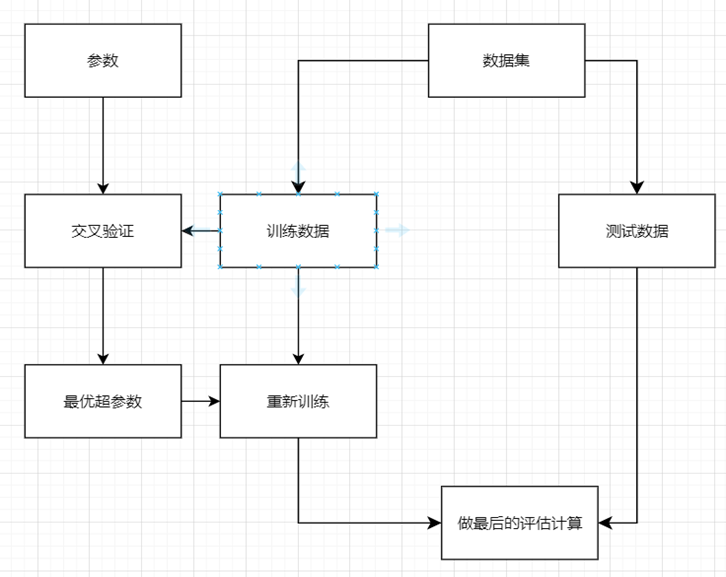 参数
数据集
交叉验证
训练数据
测试数据
最优超参数
重新训练
做最后的评估计算